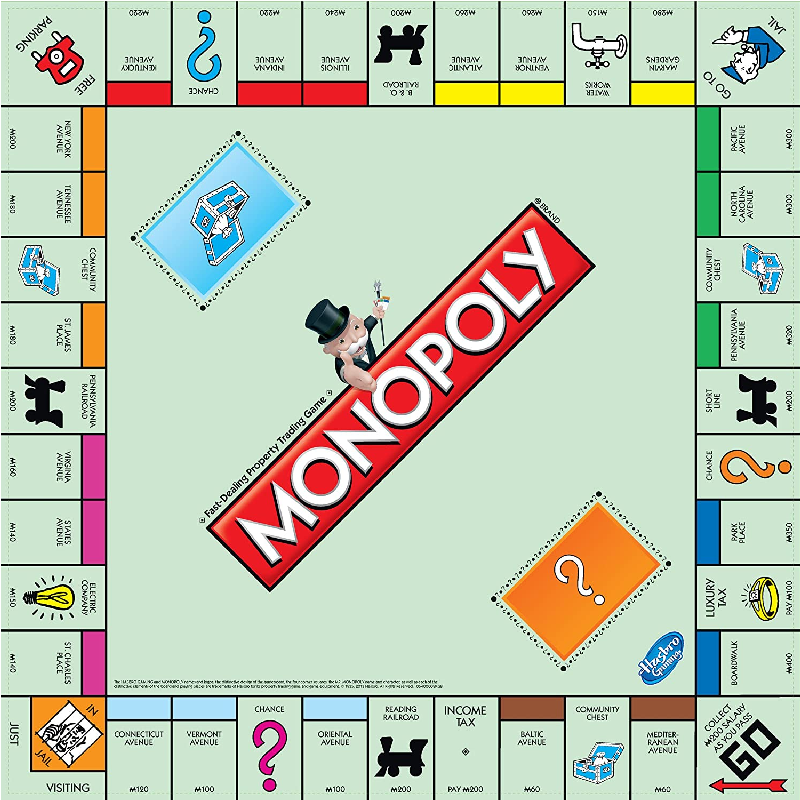 FREE
PARKING
KENTUCKY
AVENUE
₩220
CHANCE
?
INDIANA
AVENUE
₩220
ILLINOIS
AVENUE
₩240
B. & O.
RAILROAD
₩200
ATLANTIC
AVENUE
₩260
VENTNOR
AVENUE
₩260
WATER
WORKS
₩150
MARVIN
GARDENS
₩280
GO TO
JAIL
NEW YORK
AVENUE
₩200
TENNESSEE
AVENUE
₩180
COMMUNITY
CHEST
ST. JAMES
PLACE
₩180
PENNSYLVANIA
RAILROAD
₩200
VIRGINIA
AVENUE
₩160
STATES
AVENUE
₩140
ELECTRIC
COMPANY
₩150
ST. CHARLES
PLACE
₩140
PACIFIC
AVENUE
₩300
NORTH
CAROLINA
AVENUE
₩300
COMMUNITY
CHEST
PENNSYLVANIA
AVENUE
₩320
SHORT
LINE
₩200
CHANCE
?
PARK
PLACE
₩350
LUXURY
TAX
PAY ₩100
BOARDWALK
₩400
BRAND
MONOPOLY
Fast-Dealing Property Trading Game
?
Hasbro
Gaming
IN
JAIL
JUST
VISITING
CONNECTICUT
AVENUE
₩120
VERMONT
AVENUE
₩100
CHANCE
?
ORIENTAL
AVENUE
₩100
READING
RAILROAD
₩200
INCOME
TAX
PAY ₩200
BALTIC
AVENUE
₩60
COMMUNITY
CHEST
MEDITER-
RANEAN
AVENUE
₩60
COLLECT
₩200 SALARY
AS YOU PASS
GO